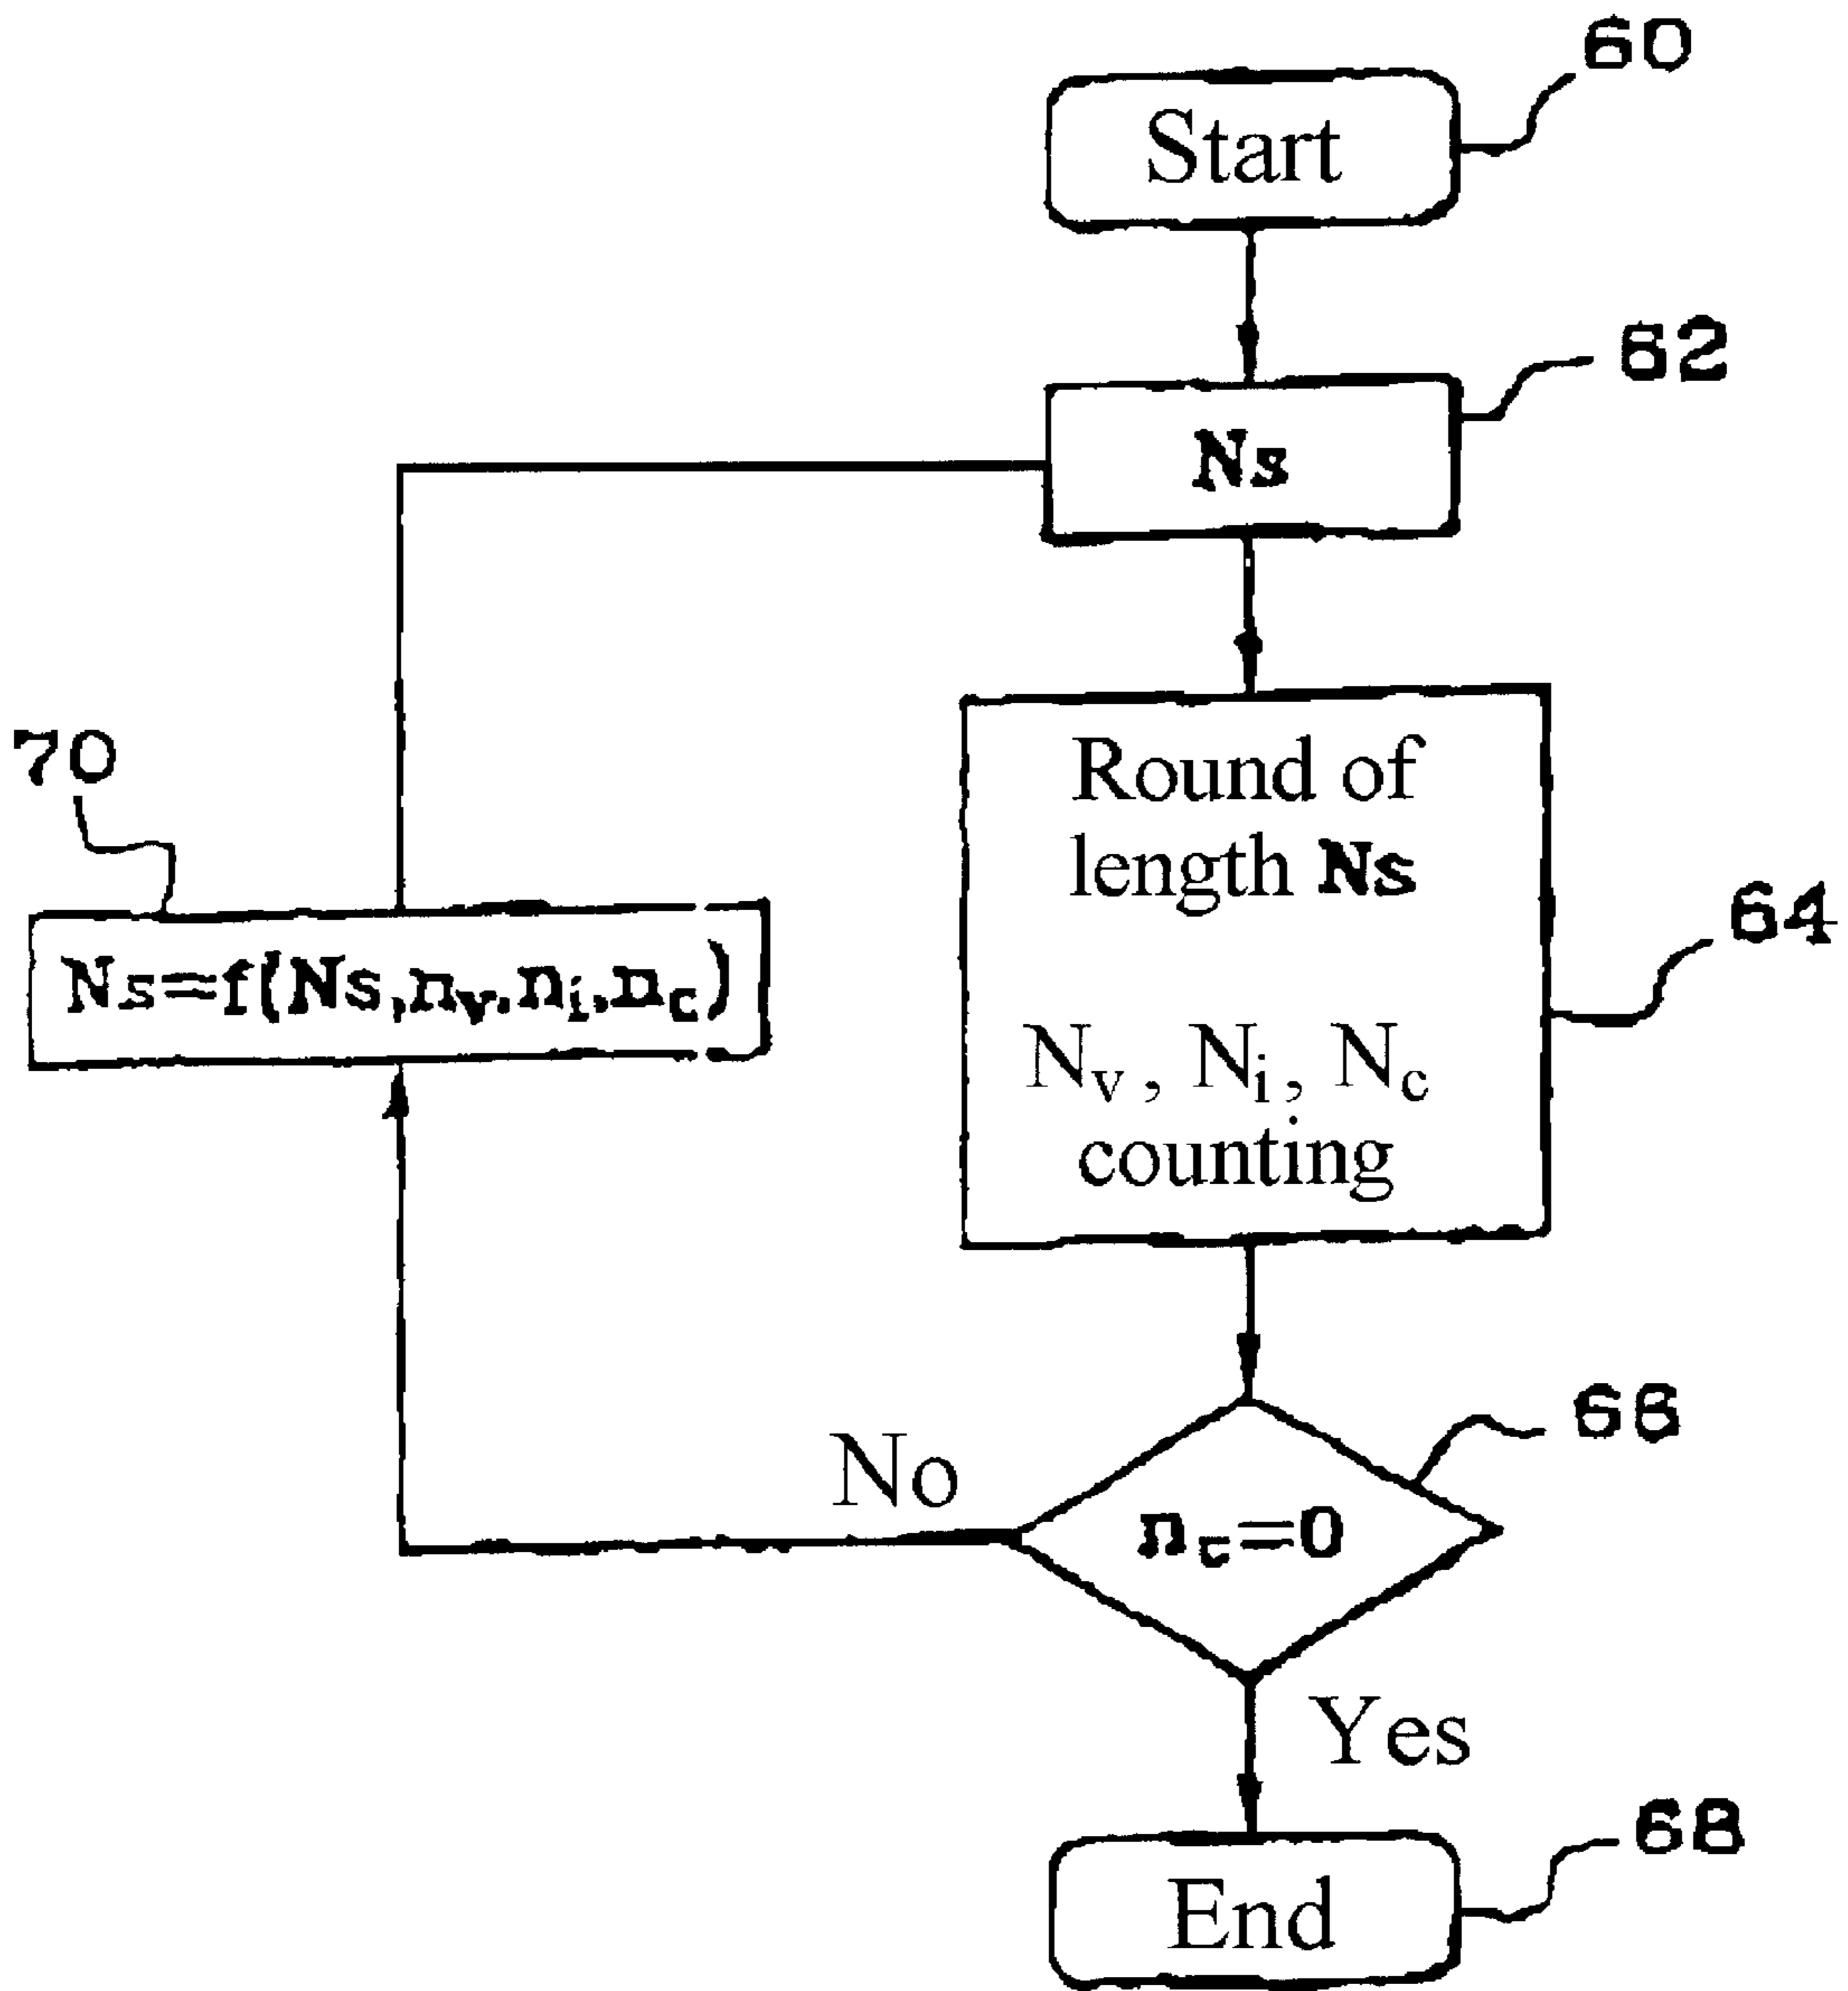 60
Start
62
Ns
70
Round of
length Ns
64
Ns=f(Ns,nv.ni,nc)
Nv, Ni, Nc
counting
66
No
nc=0
Yes
68
End